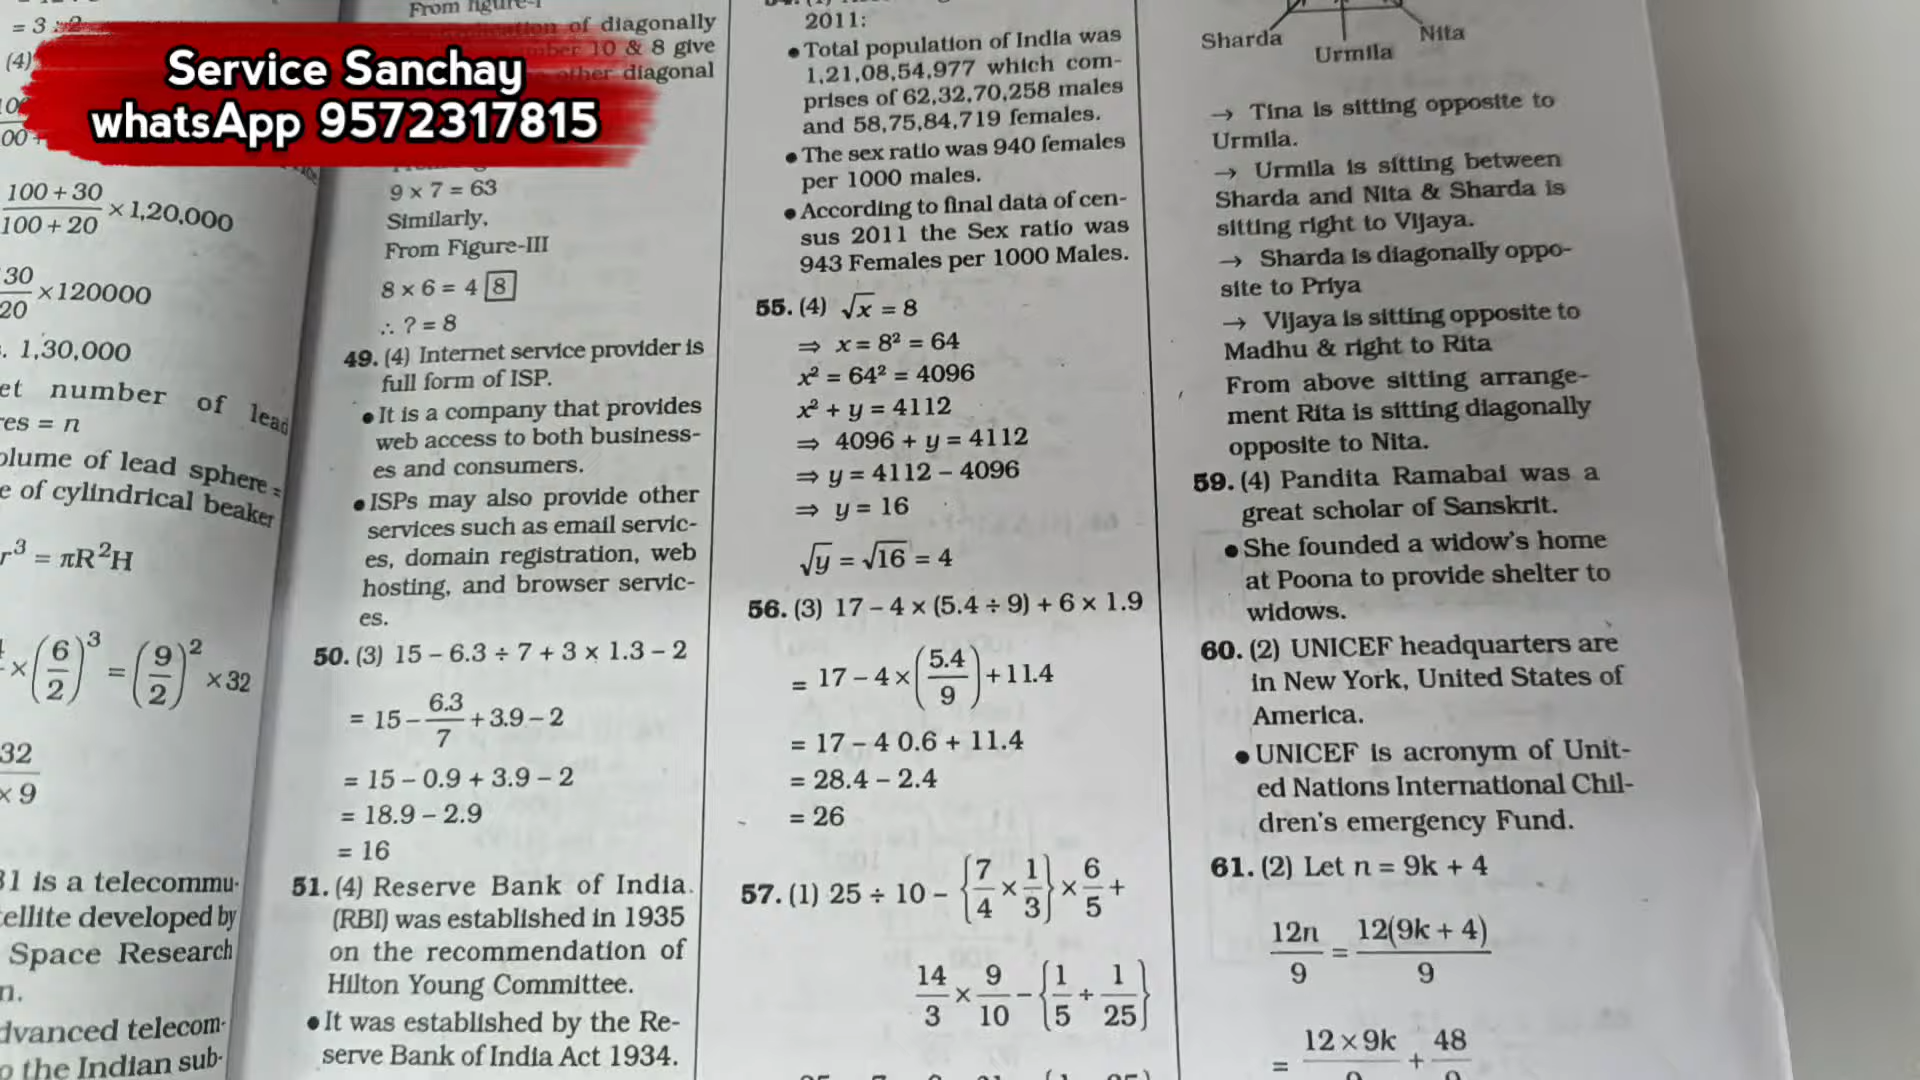 Service Sanchay
whatsApp 9572317815
= 3 : 2
(4)
100 + 30
100 + 20
× 1,20,000
30
20
×120000
1,30,000
et number of lead
res = n
olume of lead sphere =
e of cylindrical beaker
r³ = πR²H
× (6/2)³ = (9/2)² × 32
32
× 9
31 is a telecommu-
tellite developed by
Space Research
n.
dvanced telecom-
o the Indian sub-
From figure-I
of diagonally
10 & 8 give
other diagonal
9 × 7 = 63
Similarly,
From Figure-III
8 × 6 = 4 8
∴ ? = 8
49. (4) Internet service provider is
full form of ISP.
● It is a company that provides
web access to both business-
es and consumers.
● ISPs may also provide other
services such as email servic-
es, domain registration, web
hosting, and browser servic-
es.
50. (3) 15 – 6.3 ÷ 7 + 3 × 1.3 – 2
= 15 – 6.3/7 + 3.9 – 2
= 15 – 0.9 + 3.9 – 2
= 18.9 – 2.9
= 16
51. (4) Reserve Bank of India.
(RBI) was established in 1935
on the recommendation of
Hilton Young Committee.
● It was established by the Re-
serve Bank of India Act 1934.
2011:
● Total population of India was
1,21,08,54,977 which com-
prises of 62,32,70,258 males
and 58,75,84,719 females.
● The sex ratio was 940 females
per 1000 males.
● According to final data of cen-
sus 2011 the Sex ratio was
943 Females per 1000 Males.
55. (4) √x = 8
⇒ x = 8² = 64
x² = 64² = 4096
x² + y = 4112
⇒ 4096 + y = 4112
⇒ y = 4112 – 4096
⇒ y = 16
√y = √16 = 4
56. (3) 17 – 4 × (5.4 ÷ 9) + 6 × 1.9
= 17 – 4 × (5.4/9) + 11.4
= 17 – 4 0.6 + 11.4
= 28.4 – 2.4
= 26
57. (1) 25 ÷ 10 – {7/4 × 1/3} × 6/5 +
14/3 × 9/10 – {1/5 ÷ 1/25}
Sharda
Urmila
Nita
→ Tina is sitting opposite to
Urmila.
→ Urmila is sitting between
Sharda and Nita & Sharda is
sitting right to Vijaya.
→ Sharda is diagonally oppo-
site to Priya
→ Vijaya is sitting opposite to
Madhu & right to Rita
From above sitting arrange-
ment Rita is sitting diagonally
opposite to Nita.
59. (4) Pandita Ramabai was a
great scholar of Sanskrit.
● She founded a widow's home
at Poona to provide shelter to
widows.
60. (2) UNICEF headquarters are
in New York, United States of
America.
● UNICEF is acronym of Unit-
ed Nations International Chil-
dren's emergency Fund.
61. (2) Let n = 9k + 4
12n/9 = 12(9k + 4)/9
= 12 × 9k + 48